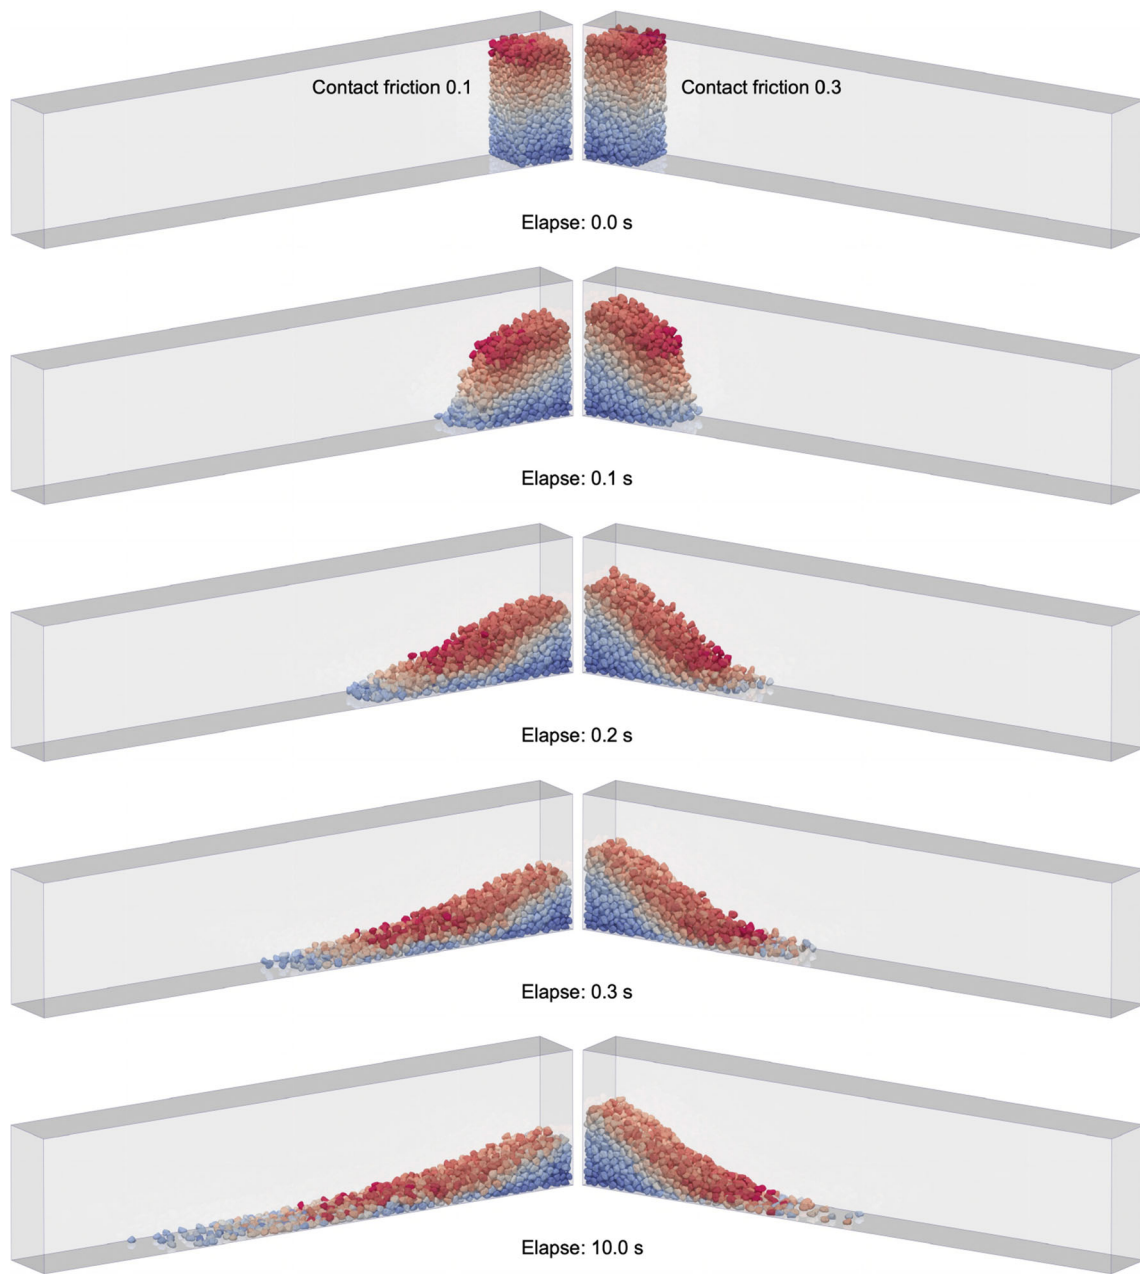 Contact friction 0.1
Contact friction 0.3
Elapse: 0.0 s
Elapse: 0.1 s
Elapse: 0.2 s
Elapse: 0.3 s
Elapse: 10.0 s